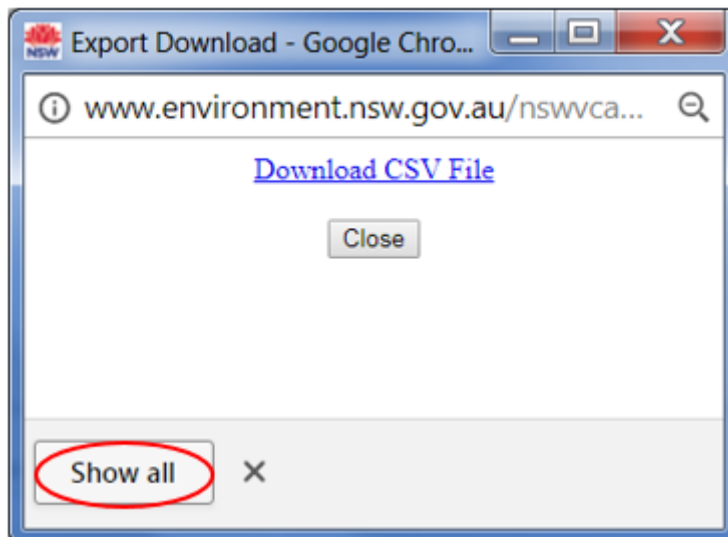 NSW
Export Download - Google Chro...
www.environment.nsw.gov.au/nswvca...
Download CSV File
Close
Show all